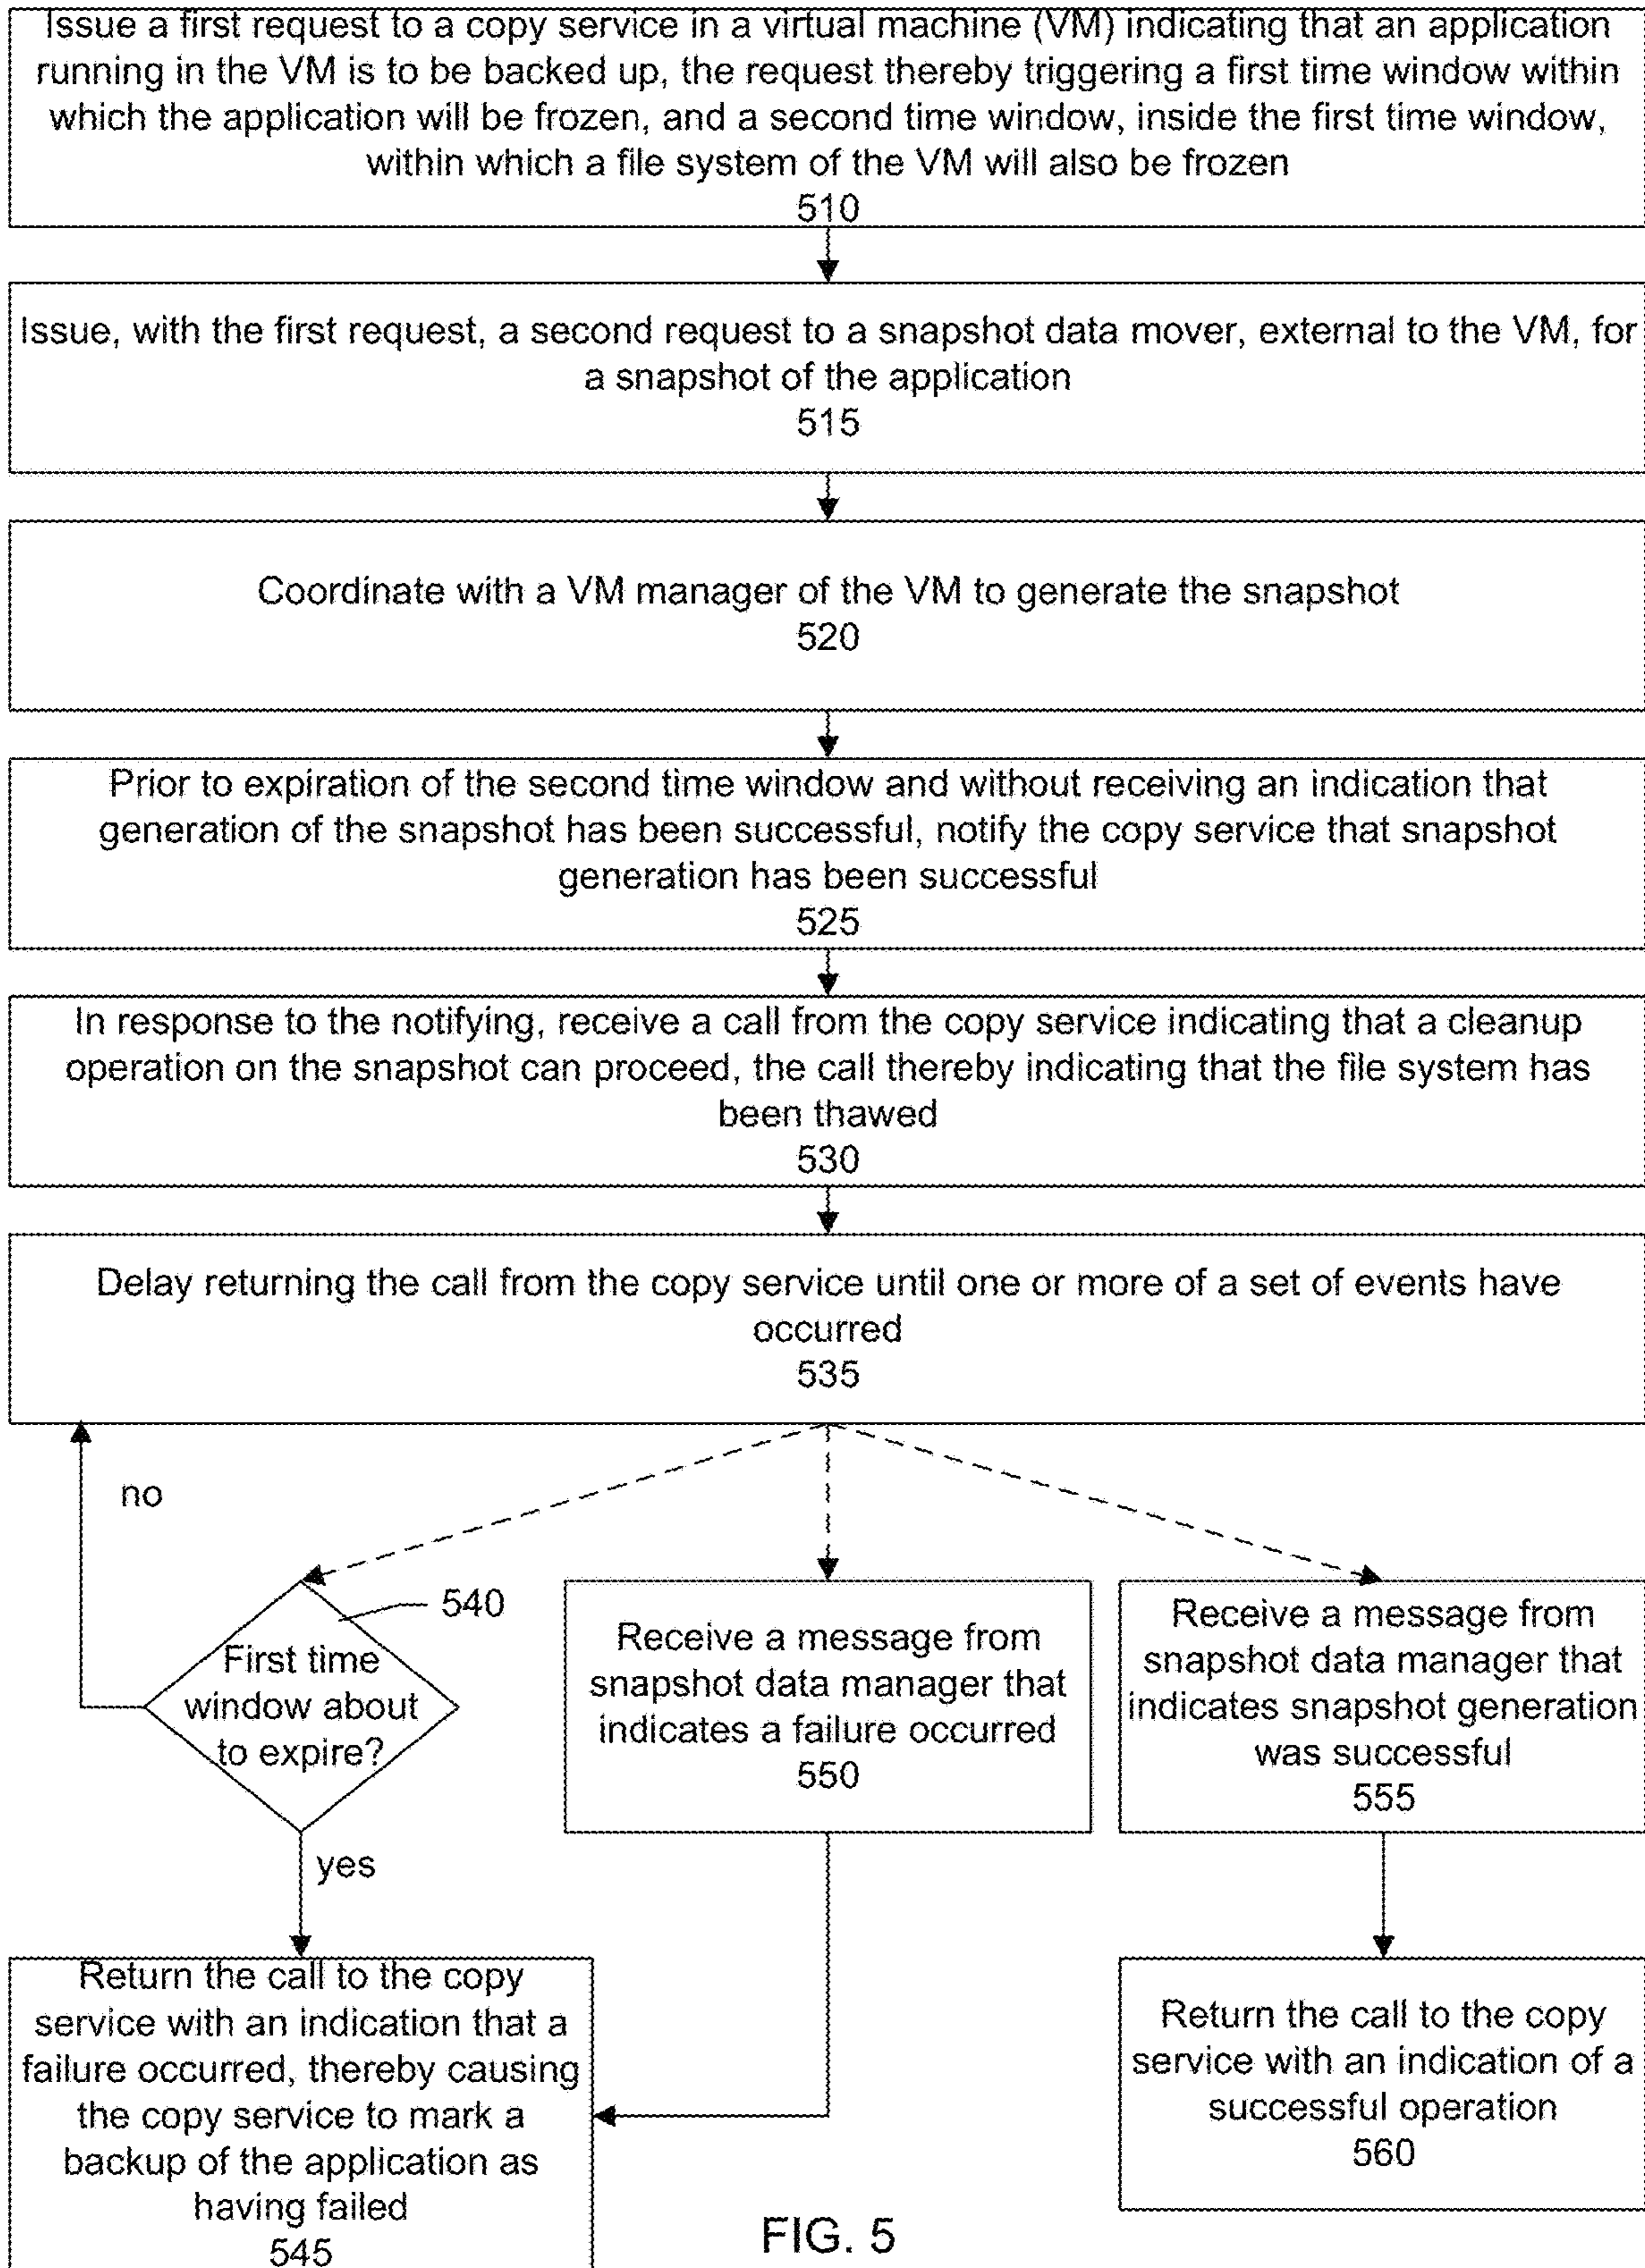 Issue a first request to a copy service in a virtual machine (VM) indicating that an application
running in the VM is to be backed up, the request thereby triggering a first time window within
which the application will be frozen, and a second time window, inside the first time window,
within which a file system of the VM will also be frozen
510
Issue, with the first request, a second request to a snapshot data mover, external to the VM, for
a snapshot of the application
515
Coordinate with a VM manager of the VM to generate the snapshot
520
Prior to expiration of the second time window and without receiving an indication that
generation of the snapshot has been successful, notify the copy service that snapshot
generation has been successful
525
In response to the notifying, receive a call from the copy service indicating that a cleanup
operation on the snapshot can proceed, the call thereby indicating that the file system has
been thawed
530
Delay returning the call from the copy service until one or more of a set of events have
occurred
535
no
540
First time
window about
to expire?
yes
Receive a message from
snapshot data manager that
indicates a failure occurred
550
Receive a message from
snapshot data manager that
indicates snapshot generation
was successful
555
Return the call to the copy
service with an indication that a
failure occurred, thereby causing
the copy service to mark a
backup of the application as
having failed
545
Return the call to the copy
service with an indication of a
successful operation
560
FIG. 5